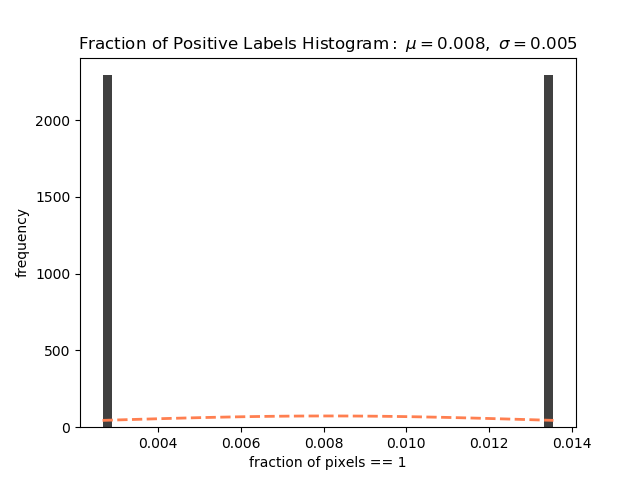 Fraction of Positive Labels Histogram : μ = 0.008, σ = 0.005
2000
1500
1000
500
0
frequency
0.004 0.006 0.008 0.010 0.012 0.014
fraction of pixels == 1